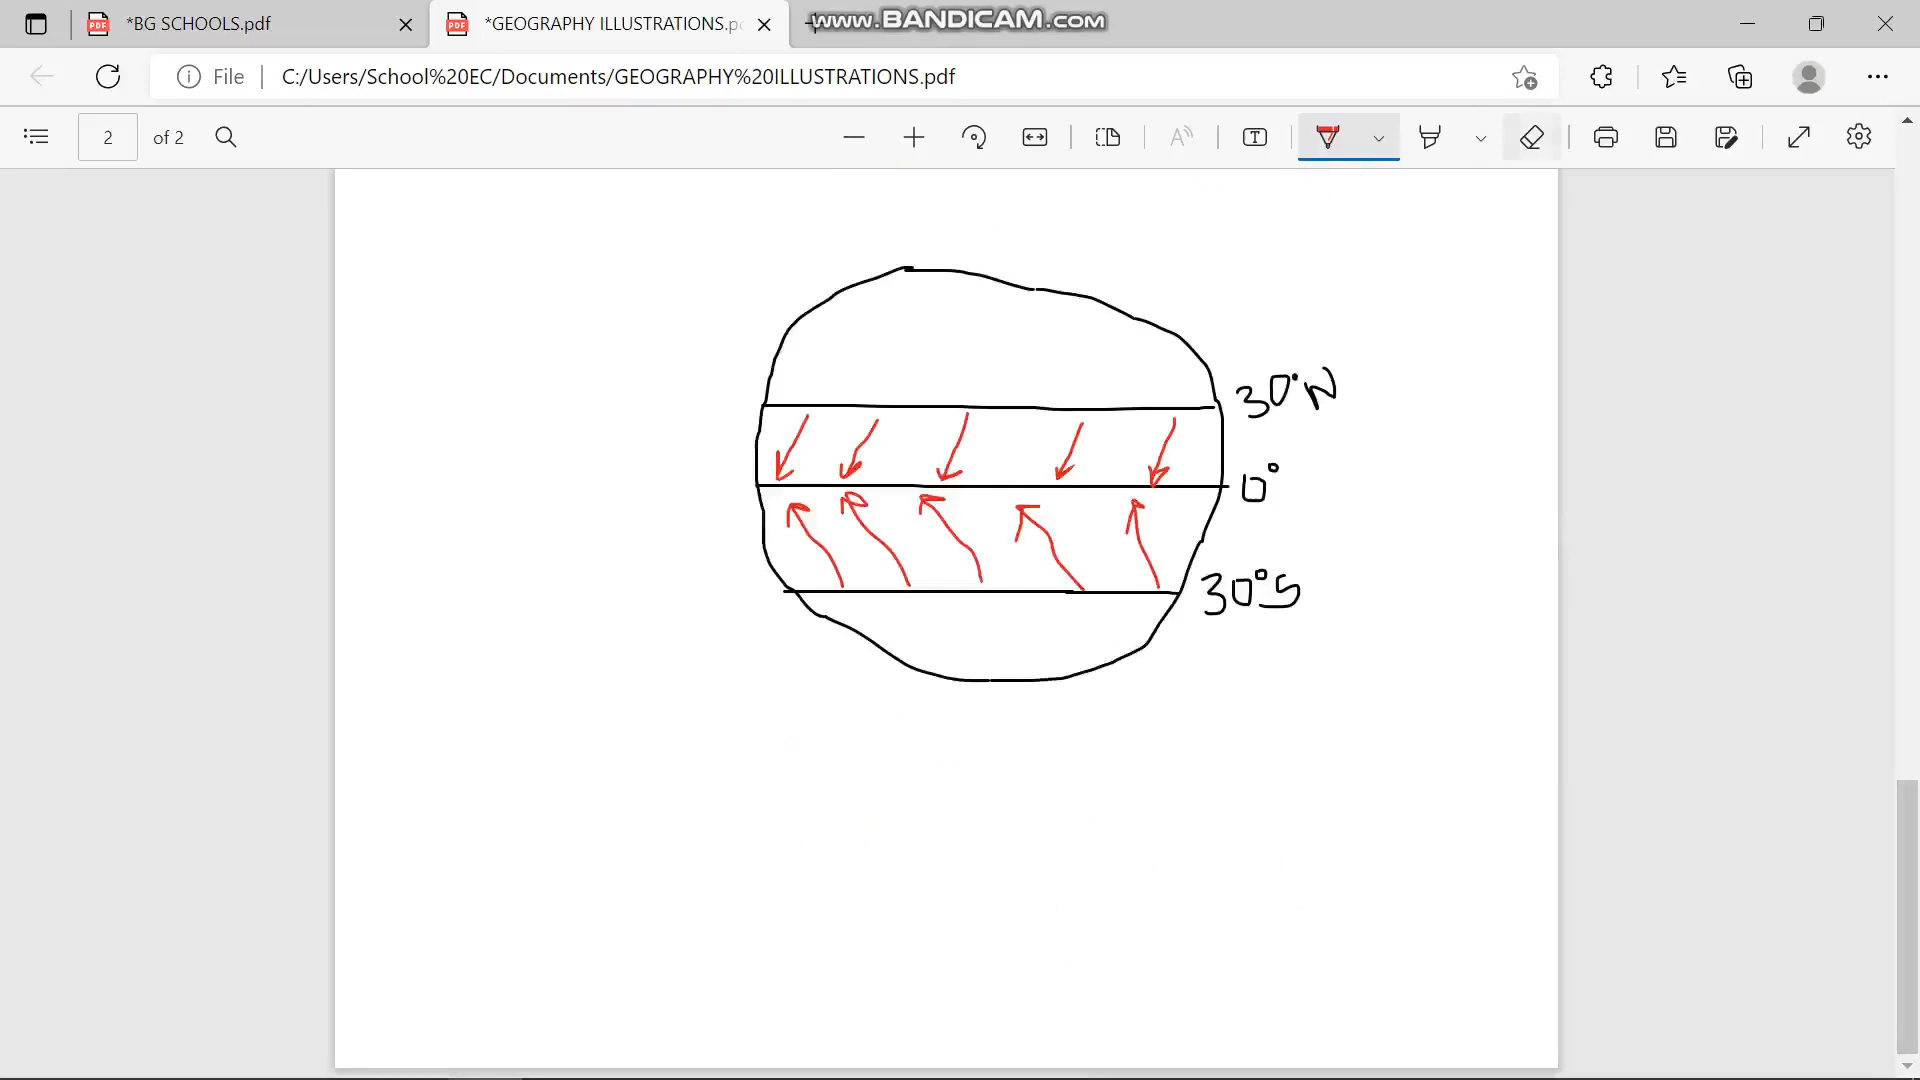 *BG SCHOOLS.pdf
*GEOGRAPHY ILLUSTRATIONS.p
www.BANDICAM.com
File
C:/Users/School%20EC/Documents/GEOGRAPHY%20ILLUSTRATIONS.pdf
2 of 2
30°N
0°
30°S